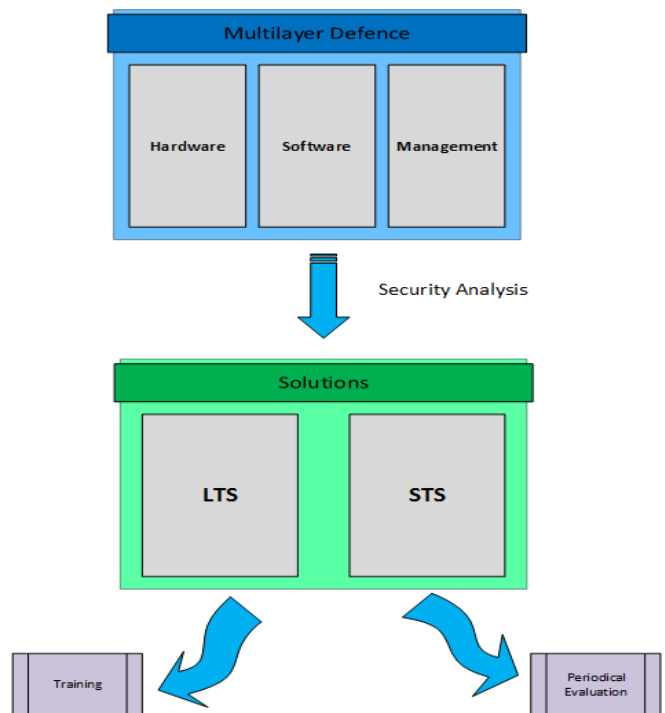 Multilayer Defence
Hardware
Software
Management
Security Analysis
Solutions
LTS
STS
Training
Periodical
Evaluation